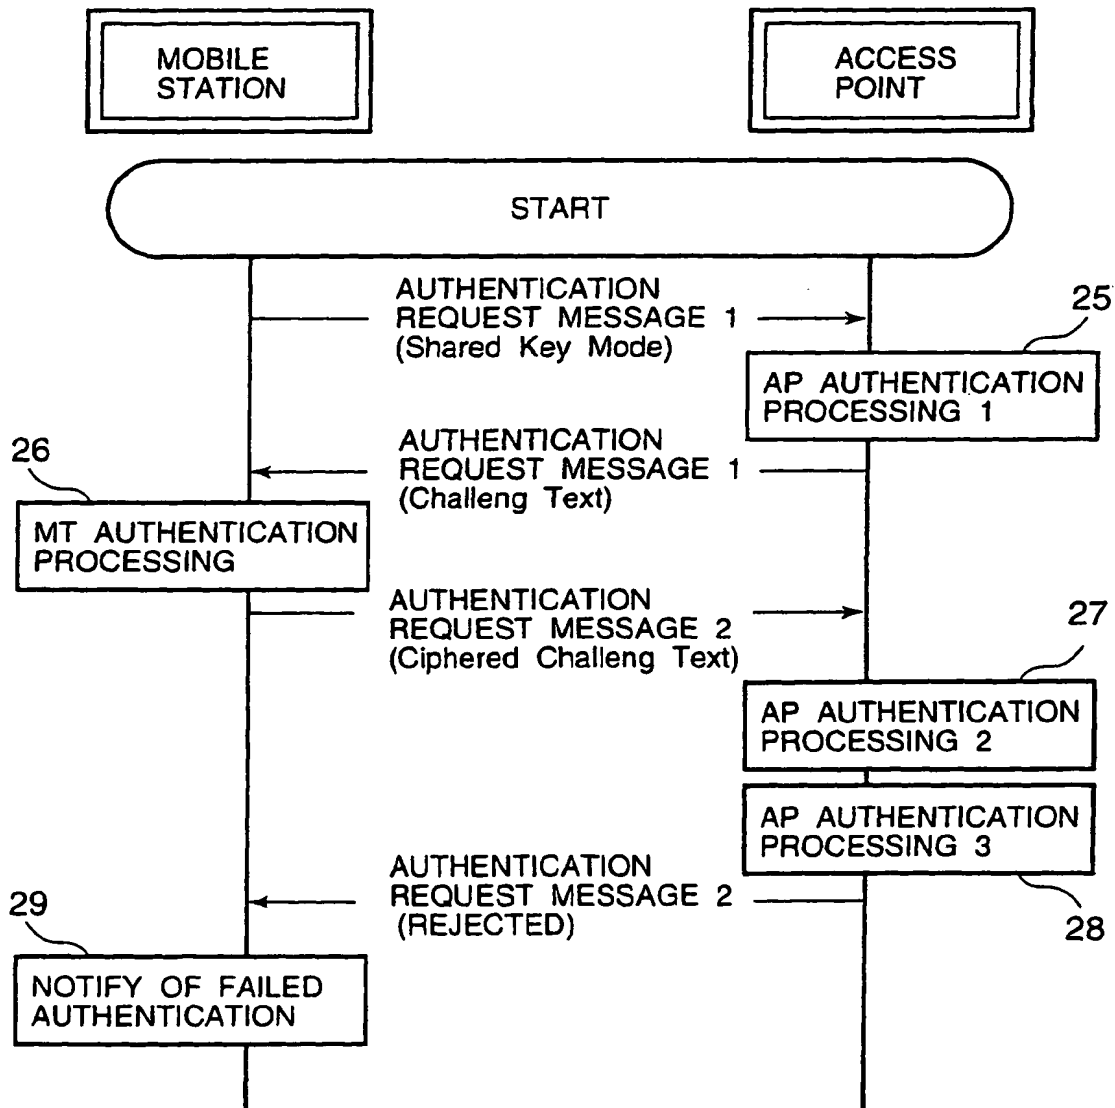 MOBILE
STATION
ACCESS
POINT
START
AUTHENTICATION
REQUEST MESSAGE 1
(Shared Key Mode)
25
AP AUTHENTICATION
PROCESSING 1
AUTHENTICATION
REQUEST MESSAGE 1
(Challeng Text)
26
MT AUTHENTICATION
PROCESSING
AUTHENTICATION
REQUEST MESSAGE 2
(Ciphered Challeng Text)
27
AP AUTHENTICATION
PROCESSING 2
AP AUTHENTICATION
PROCESSING 3
28
AUTHENTICATION
REQUEST MESSAGE 2
(REJECTED)
29
NOTIFY OF FAILED
AUTHENTICATION